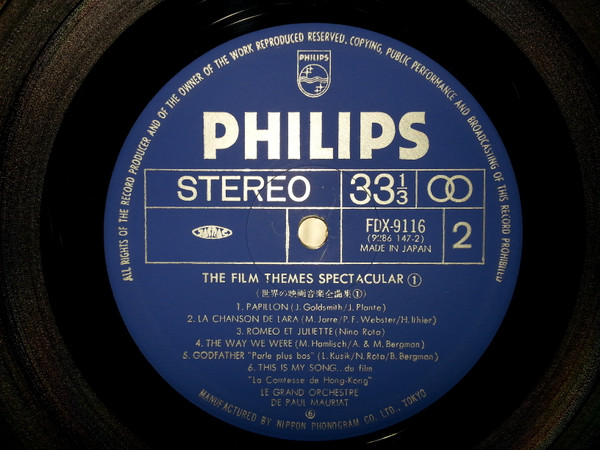 ALL RIGHTS OF THE RECORD PRODUCER AND OF THE OWNER OF THE WORK REPRODUCED RESERVED, COPYING, PUBLIC PERFORMANCE AND BROADCASTING OF THIS RECORD PROHIBITED
PHILIPS
PHILIPS
STEREO 33 1/3
JASRAC
FDX-9116
(9286 147-2)
MADE IN JAPAN
2
THE FILM THEMES SPECTACULAR ①
(世界の映画音楽全曲集①)
1. PAPILLON (J. Goldsmith/J. Plante)
2. LA CHANSON DE LARA (M. Jarre/P. F. Webster/H. Ithier)
3. ROMEO ET JULIETTE (Nino Rota)
4. THE WAY WE WERE (M. Hamlisch/A. & M. Bergman)
5. GODFATHER "Parle plus bas" (L. Kusik/N. Rota/B. Bergman)
6. THIS IS MY SONG.. du film
"La Comtesse de Hong-Kong"
LE GRAND ORCHESTRE
DE PAUL MAURIAT
⑥
MANUFACTURED BY NIPPON PHONOGRAM CO. LTD., TOKYO